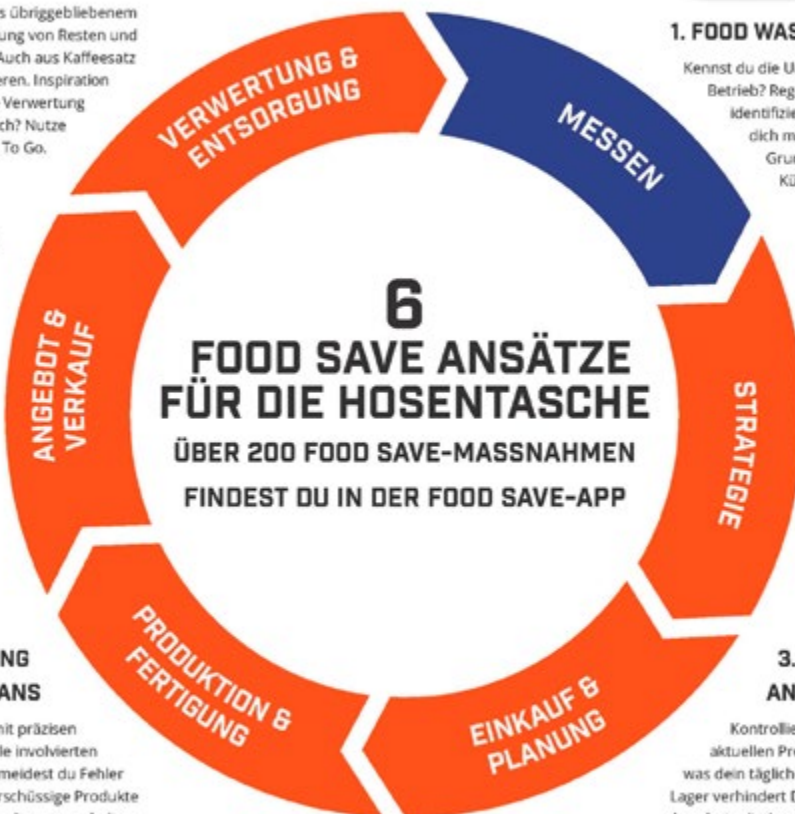 übriggebliebenem
ung von Resten und
Auch aus Kaffeesatz
eren. Inspiration
Verwertung
ch? Nutze
To Go.
1. FOOD WAS
Kennst du die U
Betrieb? Reg
identifizie
dich m
Gru
Kü
VERWERTUNG &
ENTSORGUNG
MESSEN
ANGEBOT &
VERKAUF
6
FOOD SAVE ANSÄTZE
FÜR DIE HOSENTASCHE
ÜBER 200 FOOD SAVE-MASSNAHMEN
FINDEST DU IN DER FOOD SAVE-APP
STRATEGIE
PRODUKTION &
FERTIGUNG
EINKAUF &
PLANUNG
NG
ANS
it präzisen
le involvierten
meidest du Fehler
rschüssige Produkte
3.
AN
Kontrollie
aktuellen Pro
was dein täglich
Lager verhindert D